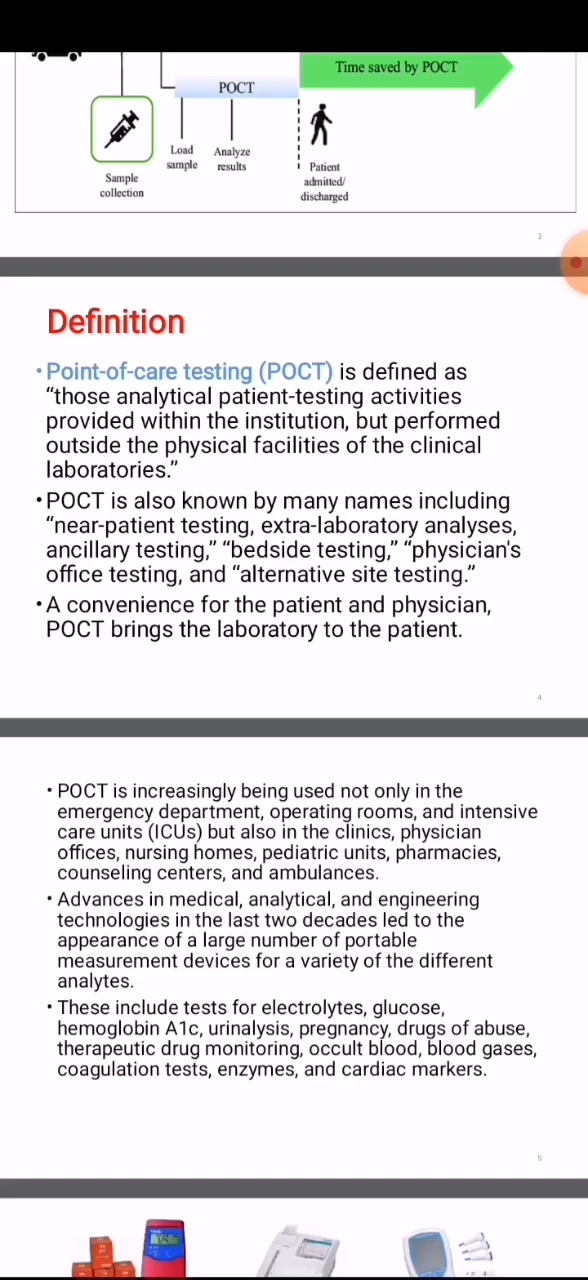 Time saved by POCT
POCT
Load
sample
Analyze
results
Sample
collection
Patient
admitted/
discharged
3
Definition
• Point-of-care testing (POCT) is defined as
“those analytical patient-testing activities
provided within the institution, but performed
outside the physical facilities of the clinical
laboratories.”
• POCT is also known by many names including
“near-patient testing, extra-laboratory analyses,
ancillary testing,” “bedside testing,” “physician's
office testing, and “alternative site testing.”
• A convenience for the patient and physician,
POCT brings the laboratory to the patient.
4
• POCT is increasingly being used not only in the
emergency department, operating rooms, and intensive
care units (ICUs) but also in the clinics, physician
offices, nursing homes, pediatric units, pharmacies,
counseling centers, and ambulances.
• Advances in medical, analytical, and engineering
technologies in the last two decades led to the
appearance of a large number of portable
measurement devices for a variety of the different
analytes.
• These include tests for electrolytes, glucose,
hemoglobin A1c, urinalysis, pregnancy, drugs of abuse,
therapeutic drug monitoring, occult blood, blood gases,
coagulation tests, enzymes, and cardiac markers.
5